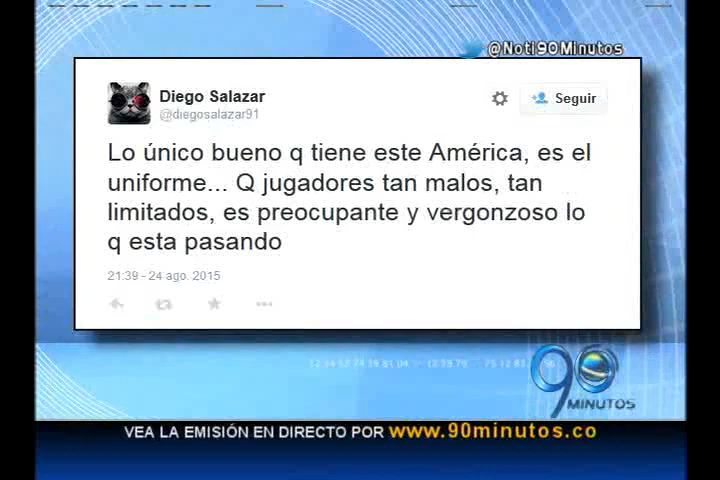 @Noti90Minutos
Diego Salazar
@diegosalazar91
Seguir
Lo único bueno q tiene este América, es el
uniforme... Q jugadores tan malos, tan
limitados, es preocupante y vergonzoso lo
q esta pasando
21:39 - 24 ago. 2015
90
MINUTOS
VEA LA EMISIÓN EN DIRECTO POR www.90minutos.co